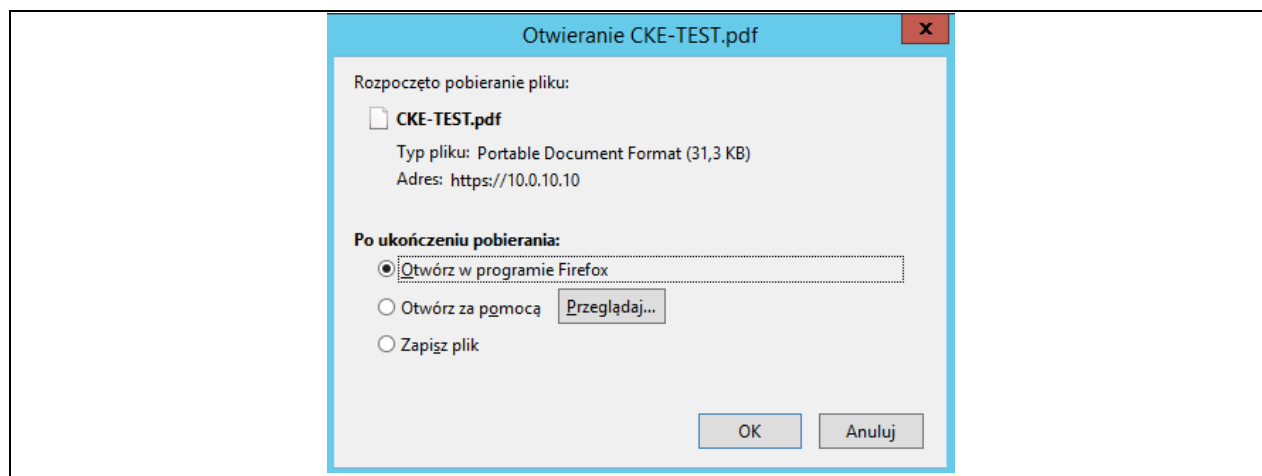 Otwieranie CKE-TEST.pdf
x
Rozpoczęto pobieranie pliku:
CKE-TEST.pdf
Typ pliku: Portable Document Format (31,3 KB)
Adres: https://10.0.10.10
Po ukończeniu pobierania:
Otwórz w programie Firefox
Otwórz za pomocą Przeglądaj...
Zapisz plik
OK Anuluj